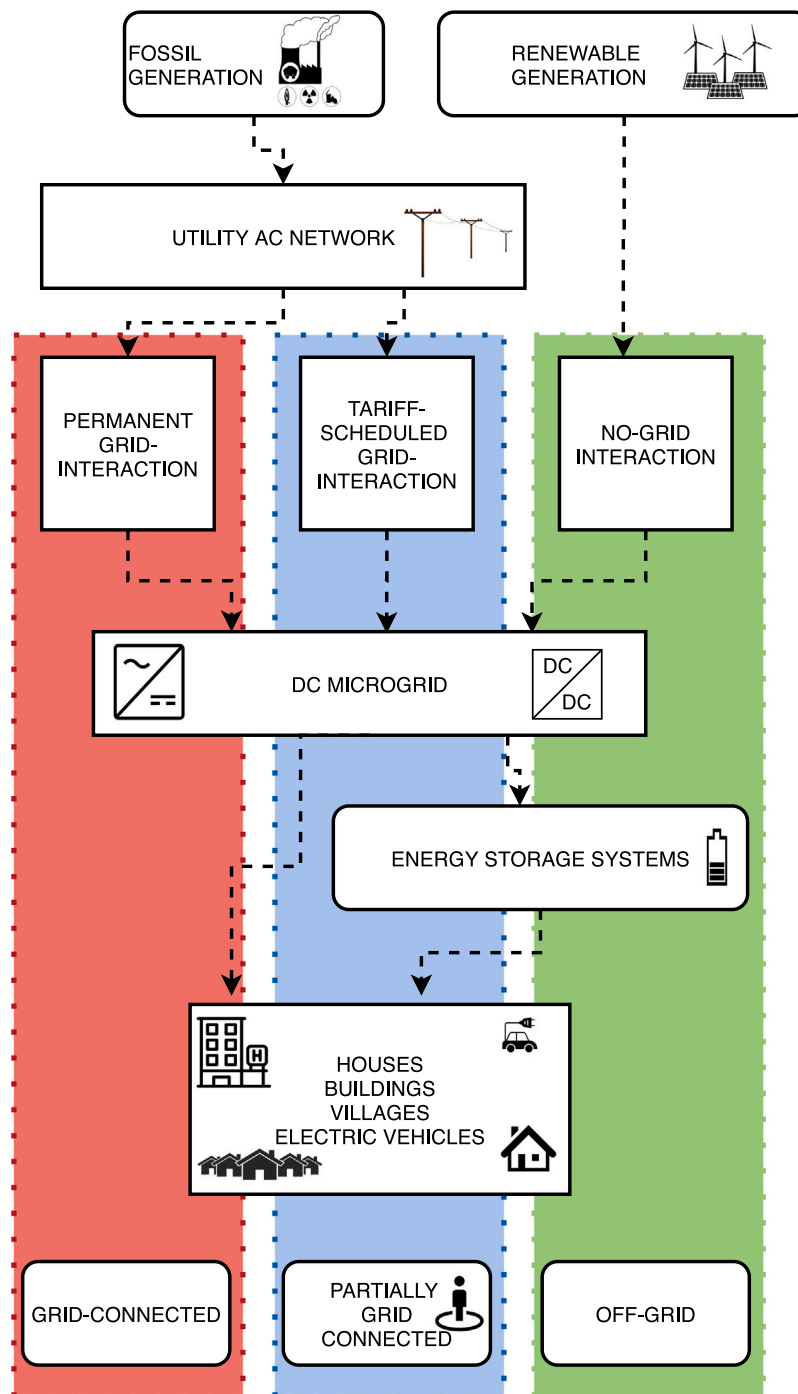 FOSSIL
GENERATION
RENEWABLE
GENERATION
UTILITY AC NETWORK
PERMANENT
GRID-
INTERACTION
TARIFF-
SCHEDULED
GRID-
INTERACTION
NO-GRID
INTERACTION
DC MICROGRID
DC
DC
ENERGY STORAGE SYSTEMS
H
HOUSES
BUILDINGS
VILLAGES
ELECTRIC VEHICLES
GRID-CONNECTED
PARTIALLY
GRID
CONNECTED
OFF-GRID